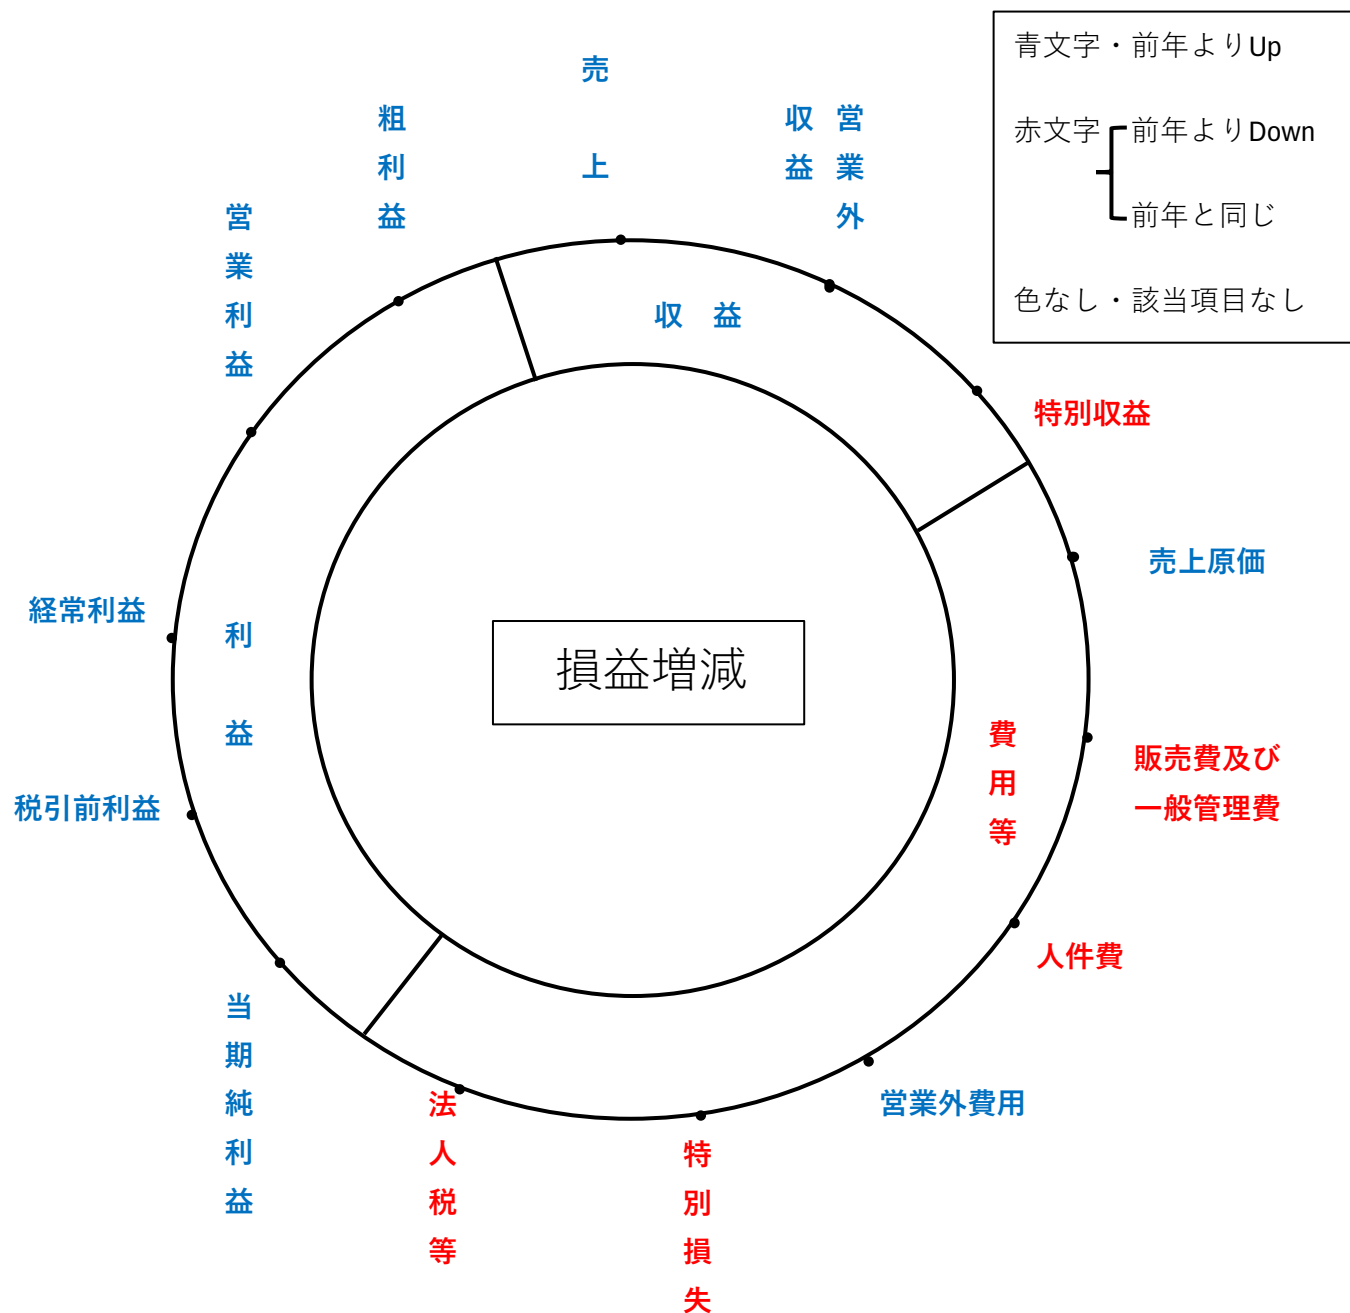 青文字・前年よりUp
赤文字 前年よりDown
前年と同じ
色なし・該当項目なし
売上
営業外
収益
粗利益
営業利益
収 益
特別収益
売上原価
経常利益
利益
損益増減
費用等
販売費及び
一般管理費
税引前利益
人件費
営業外費用
当期純利益
法人税等
特別損失